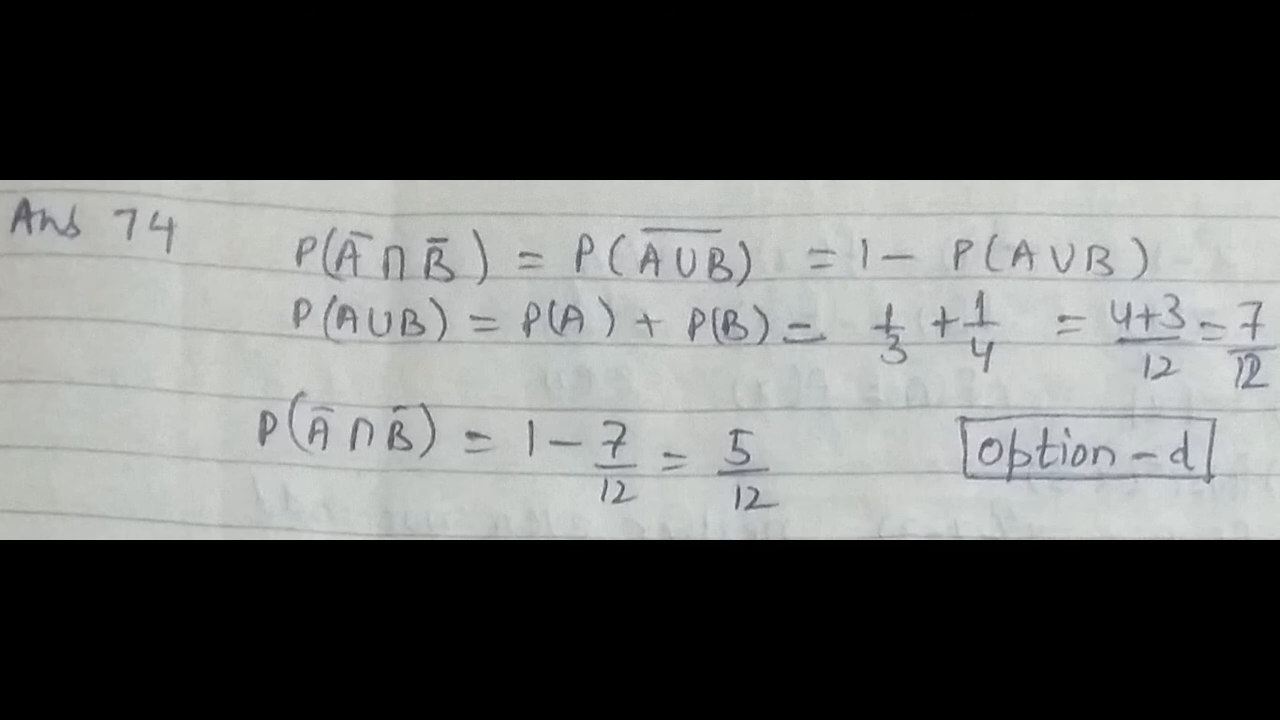 Ans 74
P(A̅ ∩ B̅) = P(A̅∪̅B̅) = 1 - P(A∪B)
P(A∪B) = P(A) + P(B) = 1/3 + 1/4 = 4+3/12 = 7/12
P(A̅ ∩ B̅) = 1 - 7/12 = 5/12
option - d